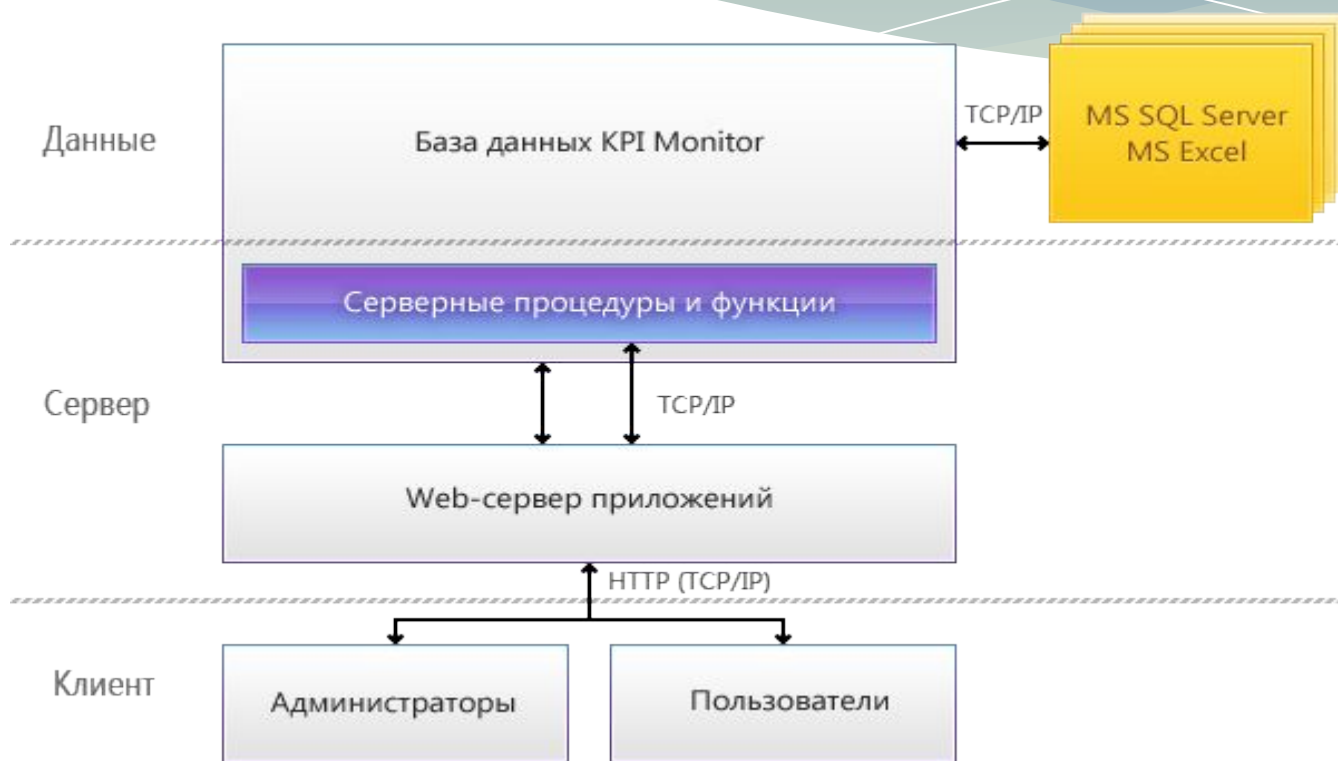 Данные
База данных KPI Monitor
TCP/IP
MS SQL Server
MS Excel
Серверные процедуры и функции
Сервер
TCP/IP
Web-сервер приложений
HTTP (TCP/IP)
Клиент
Администраторы
Пользователи